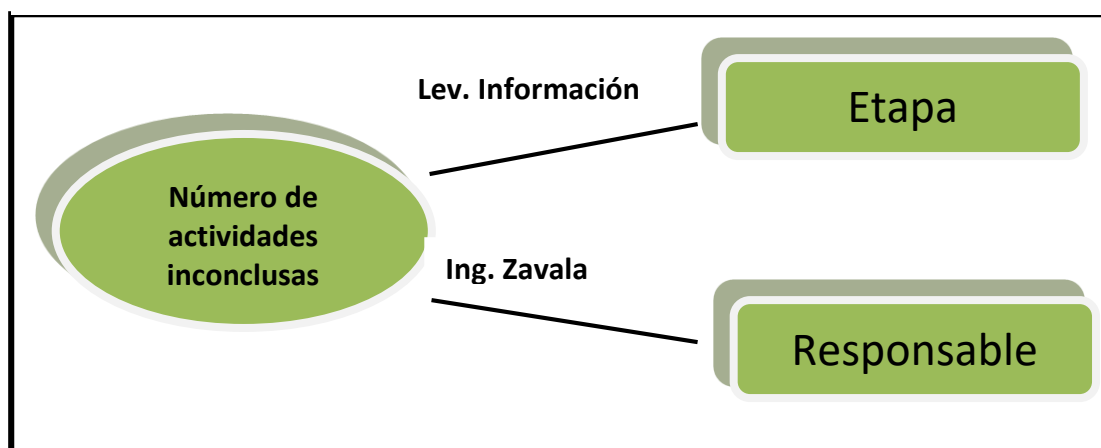 Lev. Información
Etapa
Número de
actividades
inconclusas
Ing. Zavala
Responsable